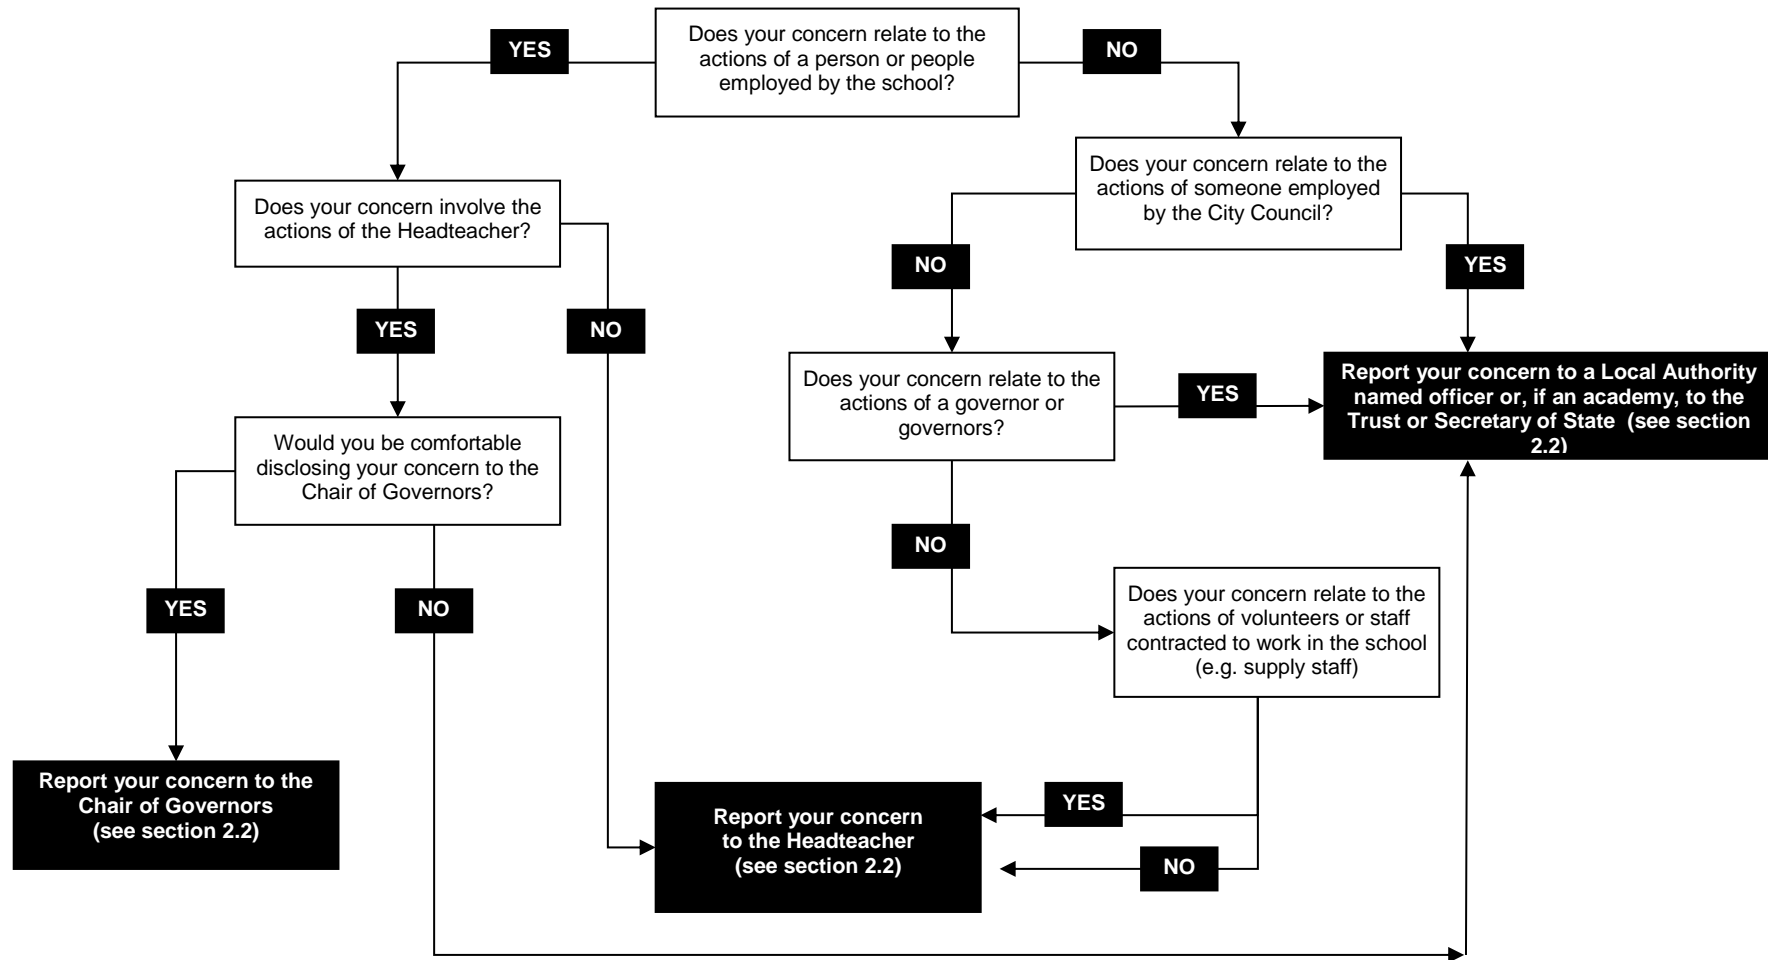 Does your concern relate to the
actions of a person or people
employed by the school?
YES
NO
Does your concern relate to the
actions of someone employed
by the City Council?
Does your concern involve the
actions of the Headteacher?
NO
YES
YES
NO
Does your concern relate to the
actions of a governor or
governors?
YES
Report your concern to a Local Authority
named officer or, if an academy, to the
Trust or Secretary of State (see section
2.2)
Would you be comfortable
disclosing your concern to the
Chair of Governors?
NO
YES
NO
Does your concern relate to the
actions of volunteers or staff
contracted to work in the school
(e.g. supply staff)
Report your concern to the
Chair of Governors
(see section 2.2)
Report your concern
to the Headteacher
(see section 2.2)
YES
NO